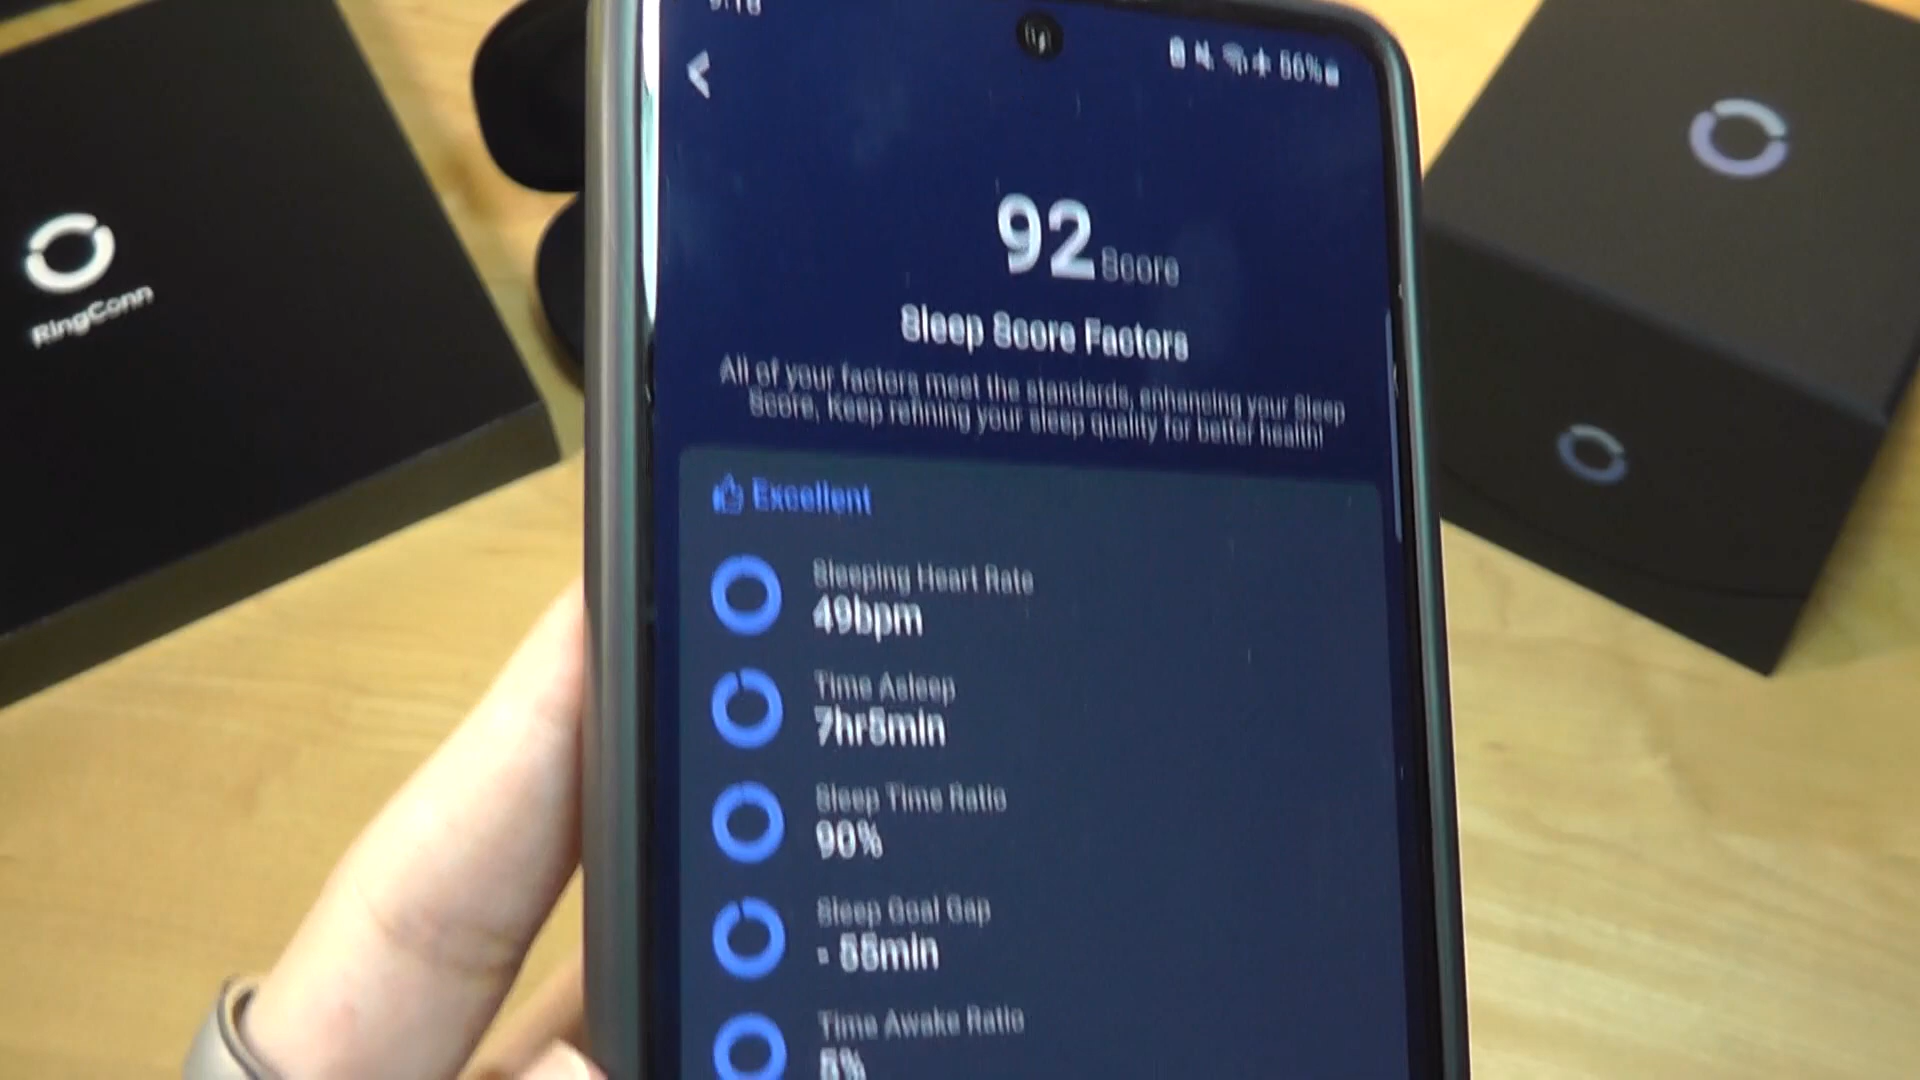 92 Score
Sleep Score Factors
All of your factors meet the standards, enhancing your Sleep
Score, Keep refining your sleep quality for better health!
Excellent
Sleeping Heart Rate
49bpm
Time Asleep
7hr5min
Sleep Time Ratio
90%
Sleep Goal Gap
- 55min
Time Awake Ratio
RingConn